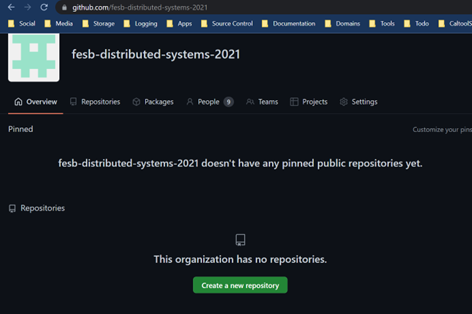 github.com/fesb-distributed-systems-2021
Social Media Storage Logging Apps Source Control Documentation Domains Tools Todo CaltoolS
fesb-distributed-systems-2021
Overview Repositories Packages People 9 Teams Projects Settings
Pinned Customize your pine
fesb-distributed-systems-2021 doesn't have any pinned public repositories yet.
Repositories
This organization has no repositories.
Create a new repository